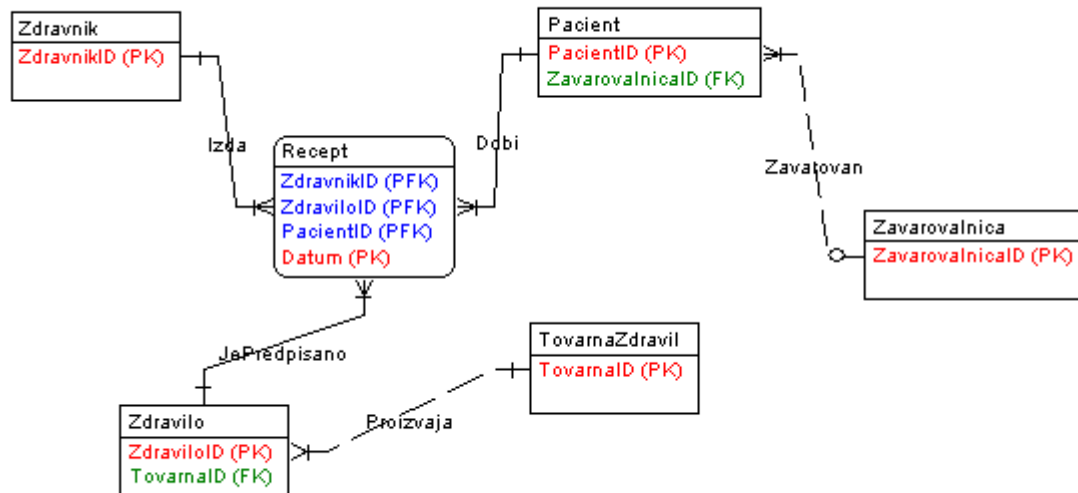 Zdravnik
ZdravnikID (PK)
Pacient
PacientID (PK)
ZavarovalnicaID (FK)
Izda
Dobi
Recept
ZdravnikID (PFK)
ZdraviloID (PFK)
PacientID (PFK)
Datum (PK)
Zavarovan
Zavarovalnica
ZavarovalnicaID (PK)
JePredpisano
TovarnaZdravil
TovarnaID (PK)
Proizvaja
Zdravilo
ZdraviloID (PK)
TovarnaID (FK)